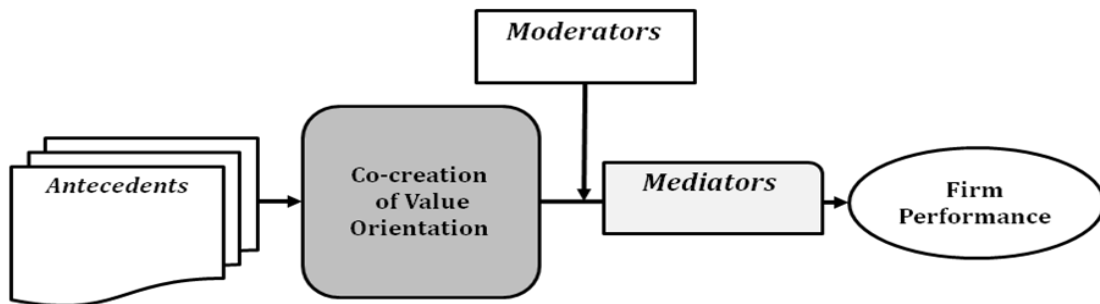 Moderators
Antecedents
Co-creation
of Value
Orientation
Mediators
Firm
Performance